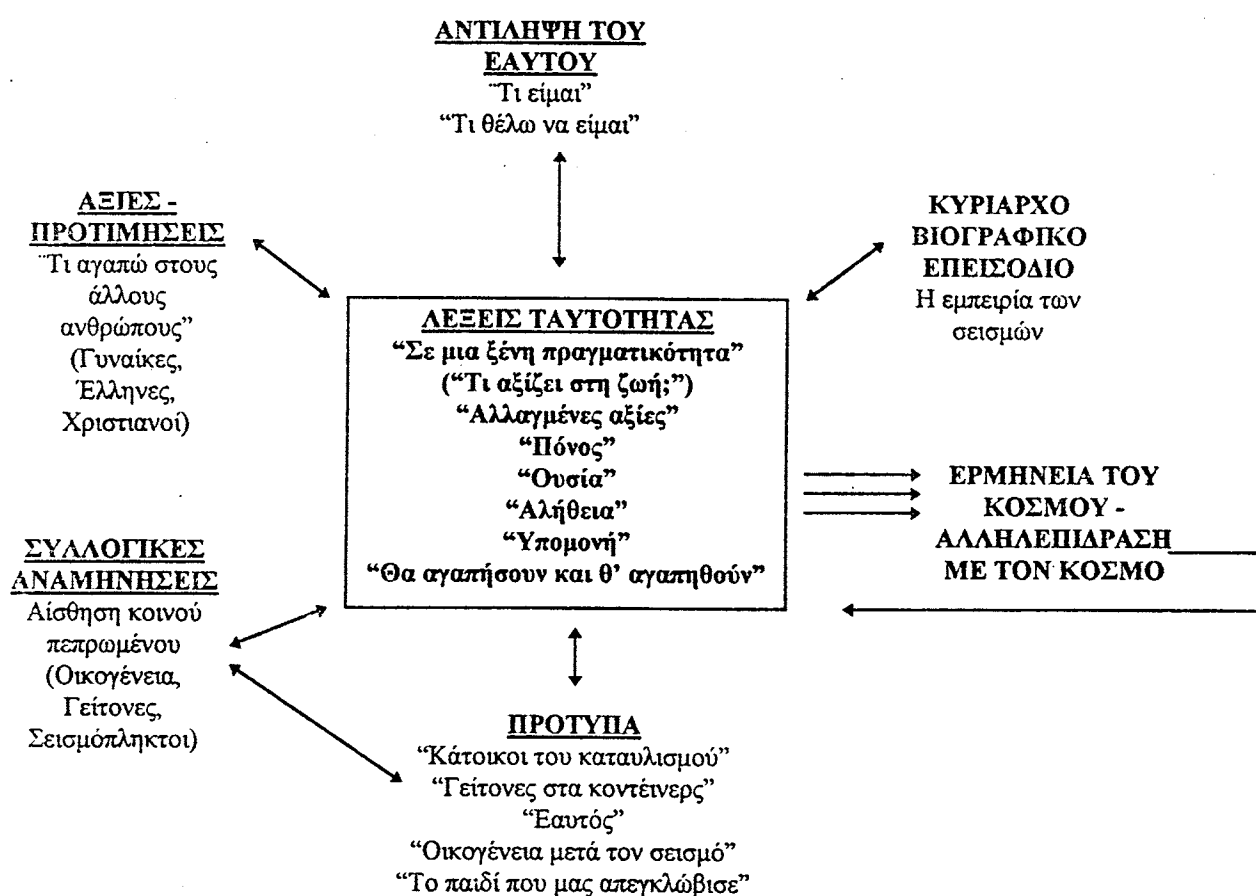 ΑΝΤΙΛΗΨΗ ΤΟΥ
ΕΑΥΤΟΥ
¨Τι είμαι”
“Τι θέλω να είμαι”
ΑΞΙΕΣ -
ΠΡΟΤΙΜΗΣΕΙΣ
¨Τι αγαπώ στους
άλλους
ανθρώπους”
(Γυναίκες,
Έλληνες,
Χριστιανοί)
ΚΥΡΙΑΡΧΟ
ΒΙΟΓΡΑΦΙΚΟ
ΕΠΕΙΣΟΔΙΟ
Η εμπειρία των
σεισμών
ΛΕΞΕΙΣ ΤΑΥΤΟΤΗΤΑΣ
“Σε μια ξένη πραγματικότητα”
(“Τι αξίζει στη ζωή;”)
“Αλλαγμένες αξίες”
“Πόνος”
“Ουσία”
“Αλήθεια”
“Υπομονή”
“Θα αγαπήσουν και θ’ αγαπηθούν”
ΕΡΜΗΝΕΙΑ ΤΟΥ
ΚΟΣΜΟΥ -
ΑΛΛΗΛΕΠΙΔΡΑΣΗ
ΜΕ ΤΟΝ ΚΟΣΜΟ
ΣΥΛΛΟΓΙΚΕΣ
ΑΝΑΜΗΝΗΣΕΙΣ
Αίσθηση κοινού
πεπρωμένου
(Οικογένεια,
Γείτονες,
Σεισμόπληκτοι)
ΠΡΟΤΥΠΑ
“Κάτοικοι του καταυλισμού”
“Γείτονες στα κοντέινερς”
“Εαυτός”
“Οικογένεια μετά τον σεισμό”
“Το παιδί που μας απεγκλώβισε”